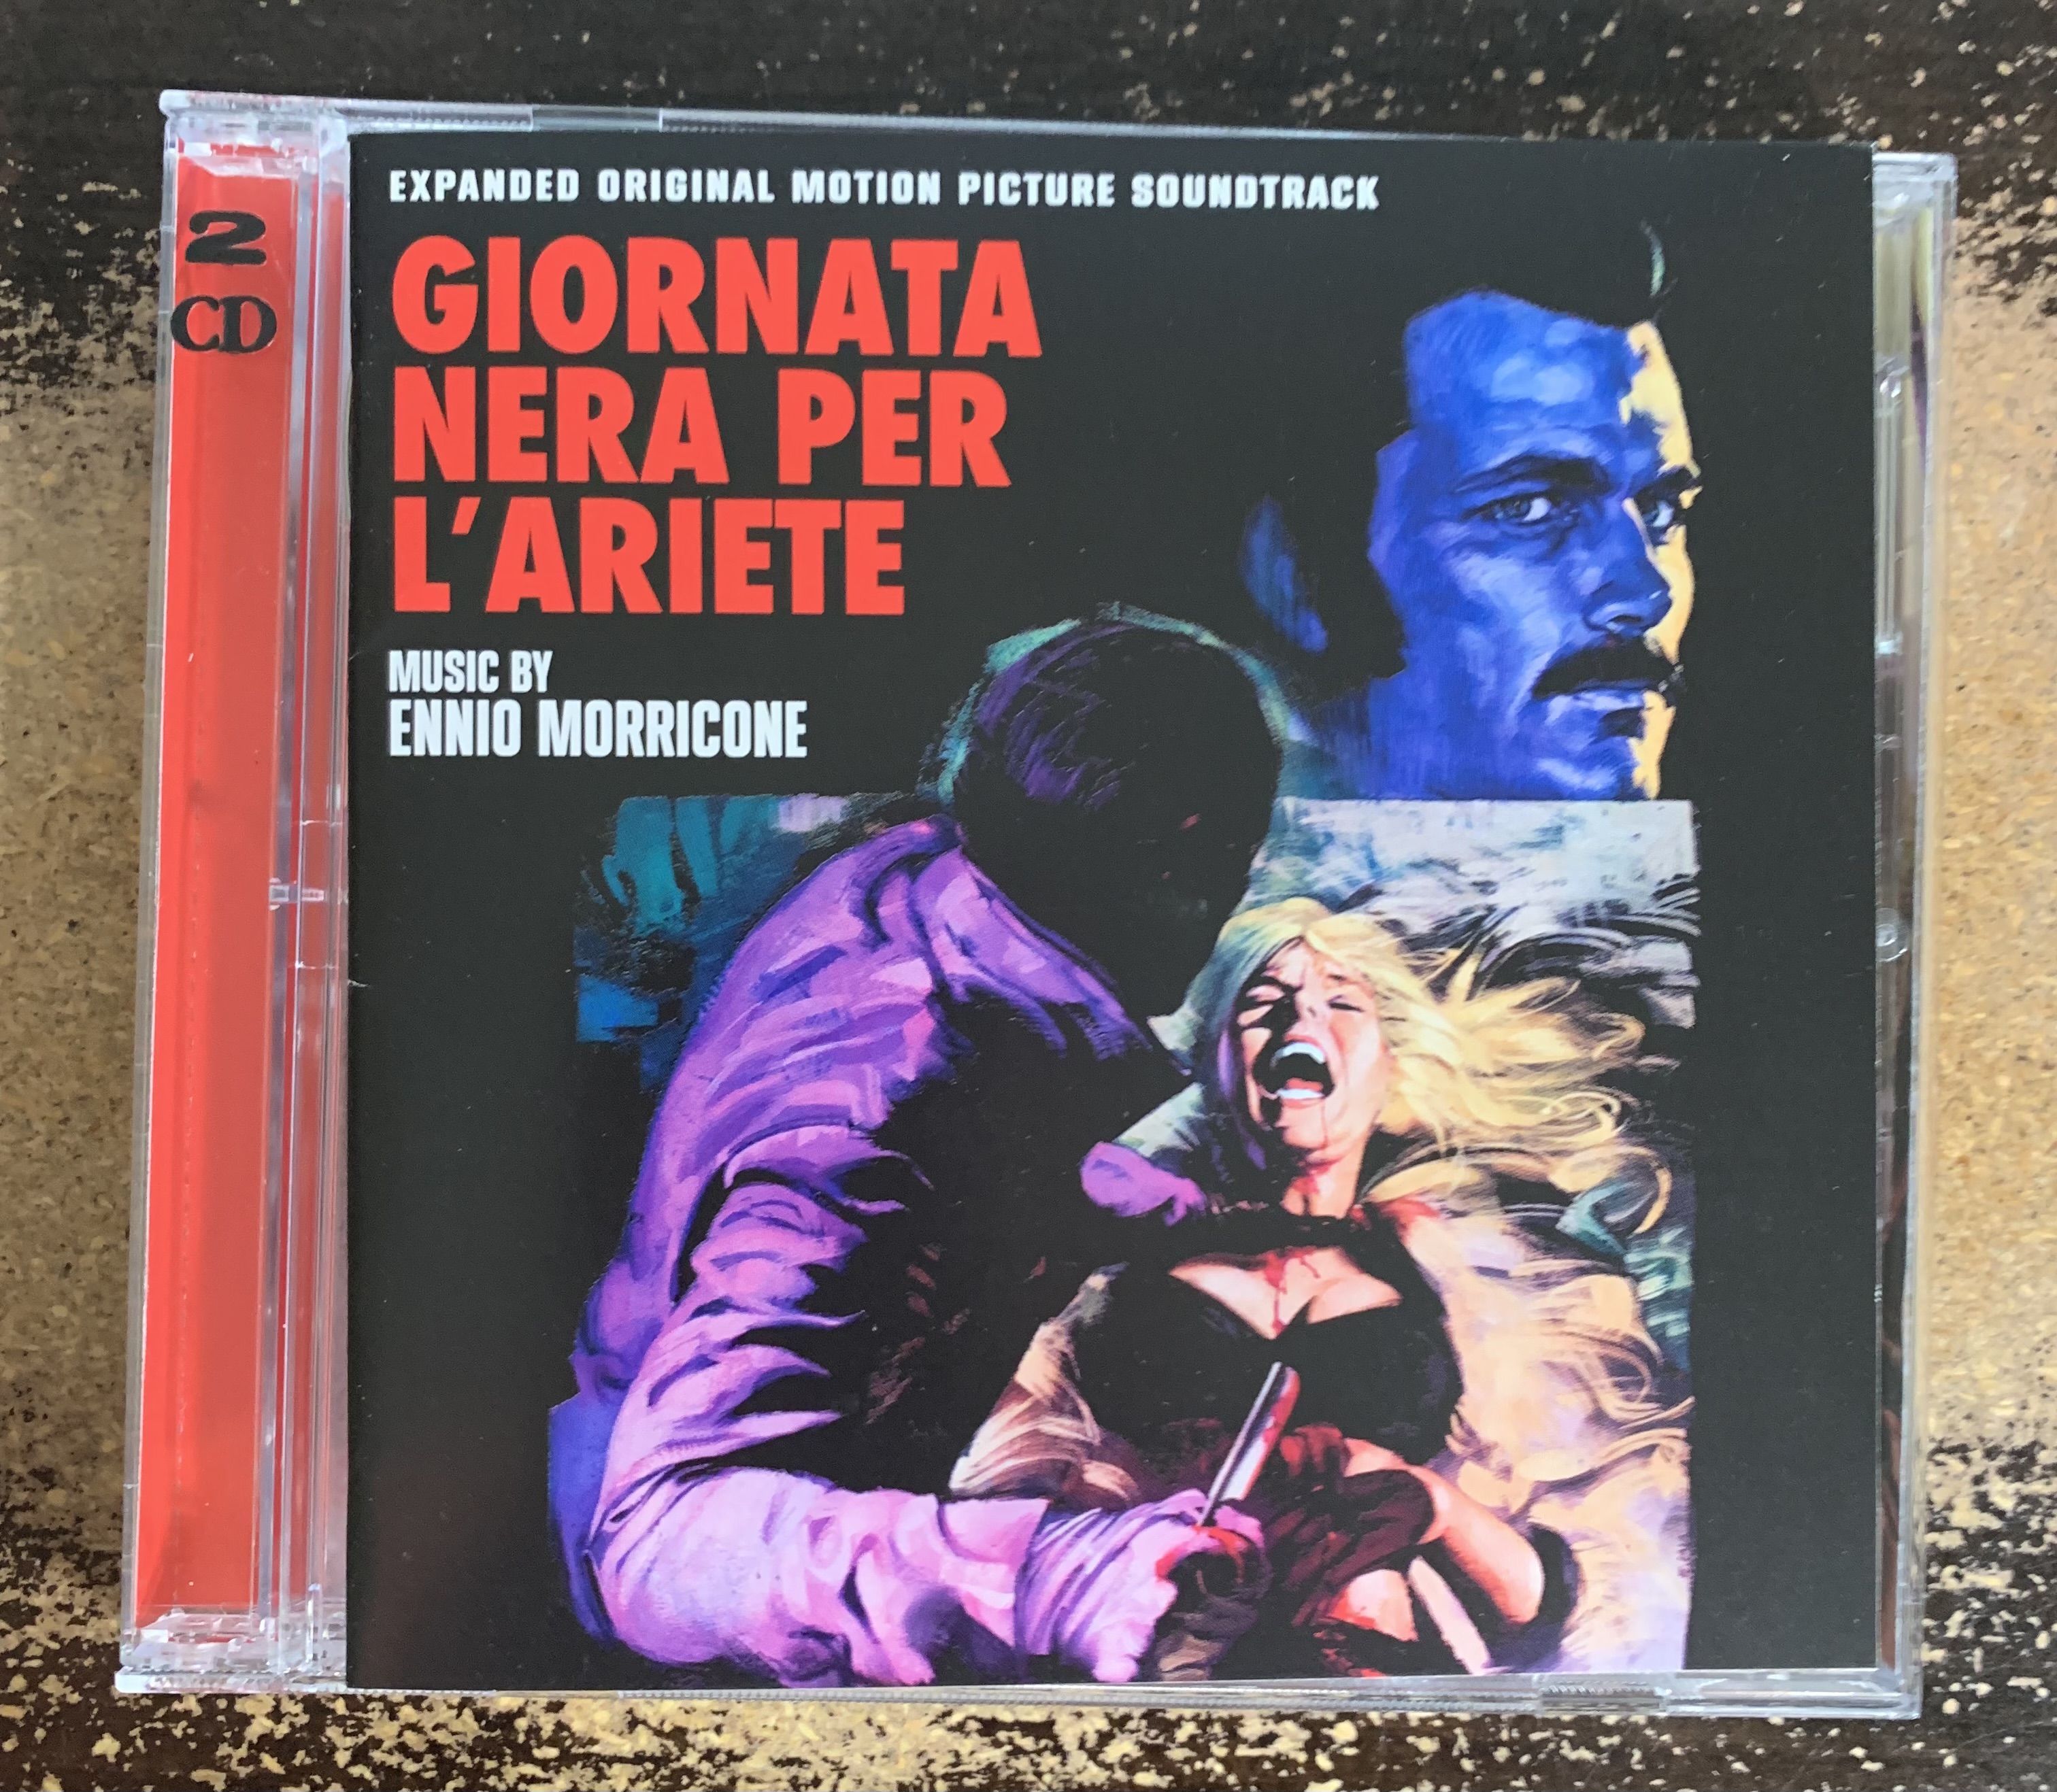 2
CD
EXPANDED ORIGINAL MOTION PICTURE SOUNDTRACK
GIORNATA
NERA PER
L'ARIETE
MUSIC BY
ENNIO MORRICONE